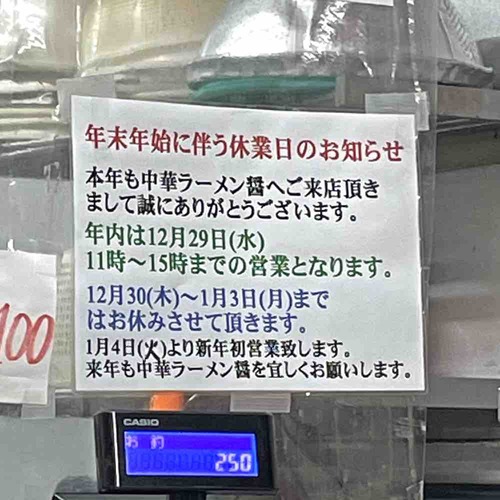 年末年始に伴う休業日のお知らせ
本年も中華ラーメン醤へご来店頂き
まして誠にありがとうございます。
年内は12月29日(水)
11時～15時までの営業となります。
12月30(木)～1月3日(月)まで
はお休みさせて頂きます。
1月4日(火)より新年初営業致します。
来年も中華ラーメン醤を宜しくお願いします。
100
CASIO
お釣
250